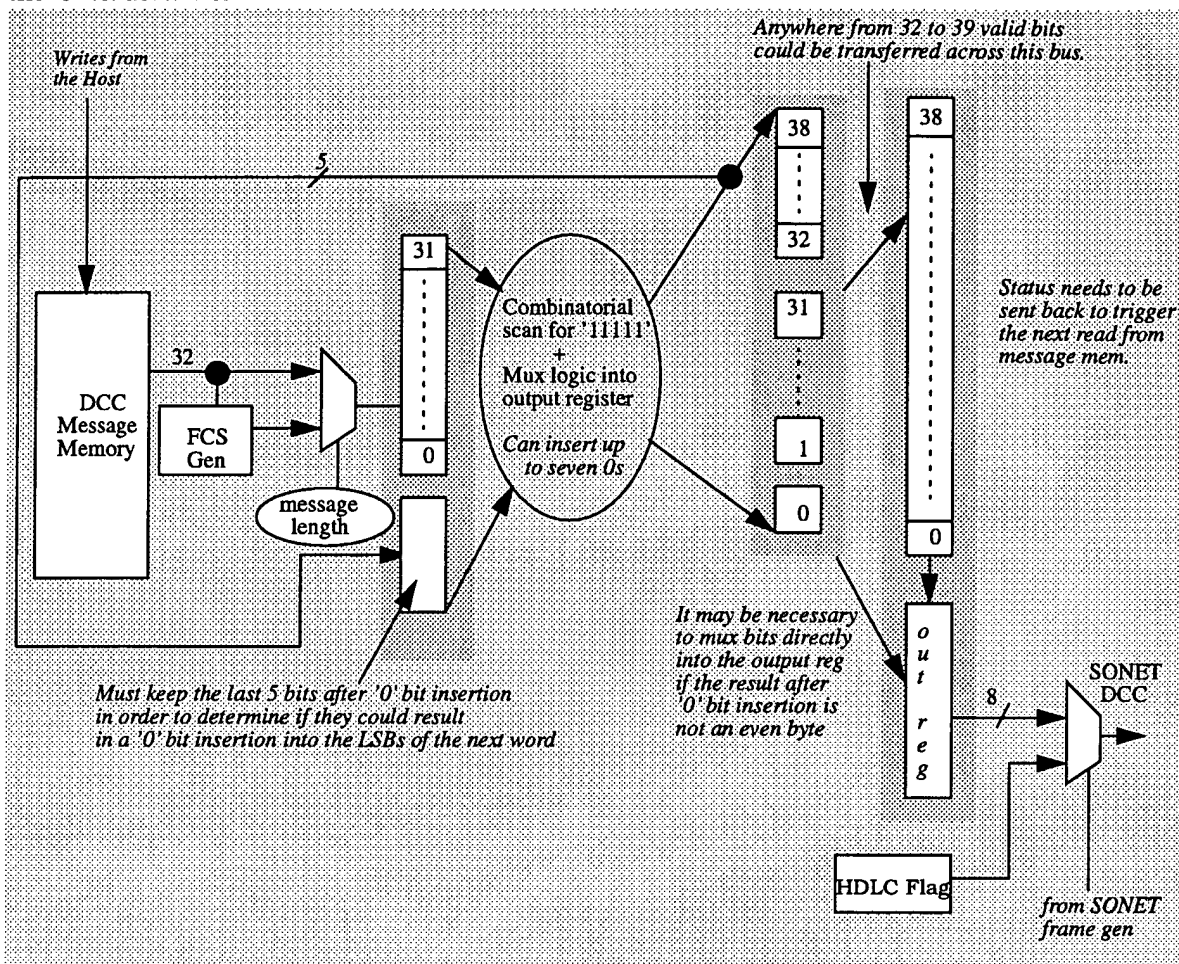 Anywhere from 32 to 39 valid bits
could be transferred across this bus.
Writes from
the Host
5
38
32
31
1
0
38
0
31
0
Combinatorial
scan for '11111'
+
Mux logic into
output register
Can insert up
to seven 0s
Status needs to be
sent back to trigger
the next read from
message mem.
32
DCC
Message
Memory
FCS
Gen
message
length
Must keep the last 5 bits after '0' bit insertion
in order to determine if they could result
in a '0' bit insertion into the LSBs of the next word
It may be necessary
to mux bits directly
into the output reg
if the result after
'0' bit insertion is
not an even byte
out reg
8
SONET
DCC
HDLC Flag
from SONET
frame gen